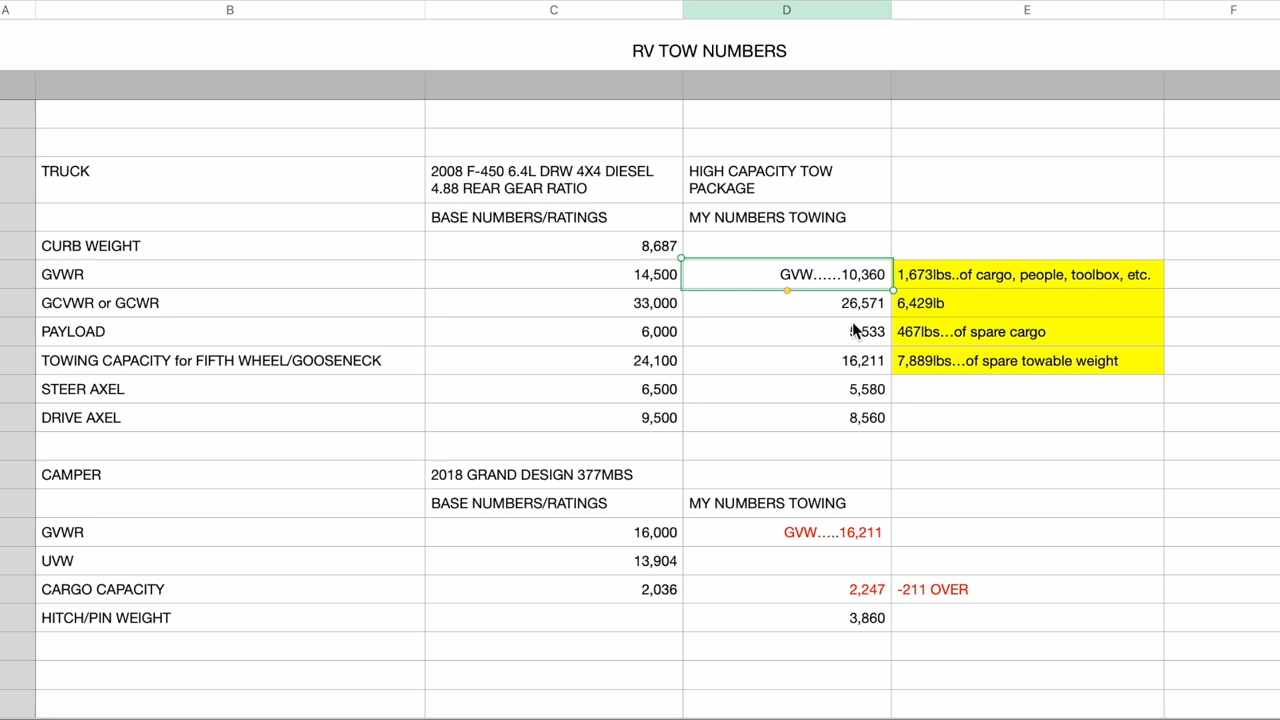 A B C D E F
RV TOW NUMBERS
TRUCK 2008 F-450 6.4L DRW 4X4 DIESEL HIGH CAPACITY TOW
4.88 REAR GEAR RATIO PACKAGE
BASE NUMBERS/RATINGS MY NUMBERS TOWING
CURB WEIGHT 8,687
GVWR 14,500 GVW......10,360 1,673lbs..of cargo, people, toolbox, etc.
GCVWR or GCWR 33,000 26,571 6,429lb
PAYLOAD 6,000 467lbs...of spare cargo
TOWING CAPACITY for FIFTH WHEEL/GOOSENECK 24,100 16,211 7,889lbs...of spare towable weight
STEER AXEL 6,500 5,580
DRIVE AXEL 9,500 8,560
CAMPER 2018 GRAND DESIGN 377MBS
BASE NUMBERS/RATINGS MY NUMBERS TOWING
GVWR 16,000 GVW.....16,211
UVW 13,904
CARGO CAPACITY 2,036 2,247 -211 OVER
HITCH/PIN WEIGHT 3,860